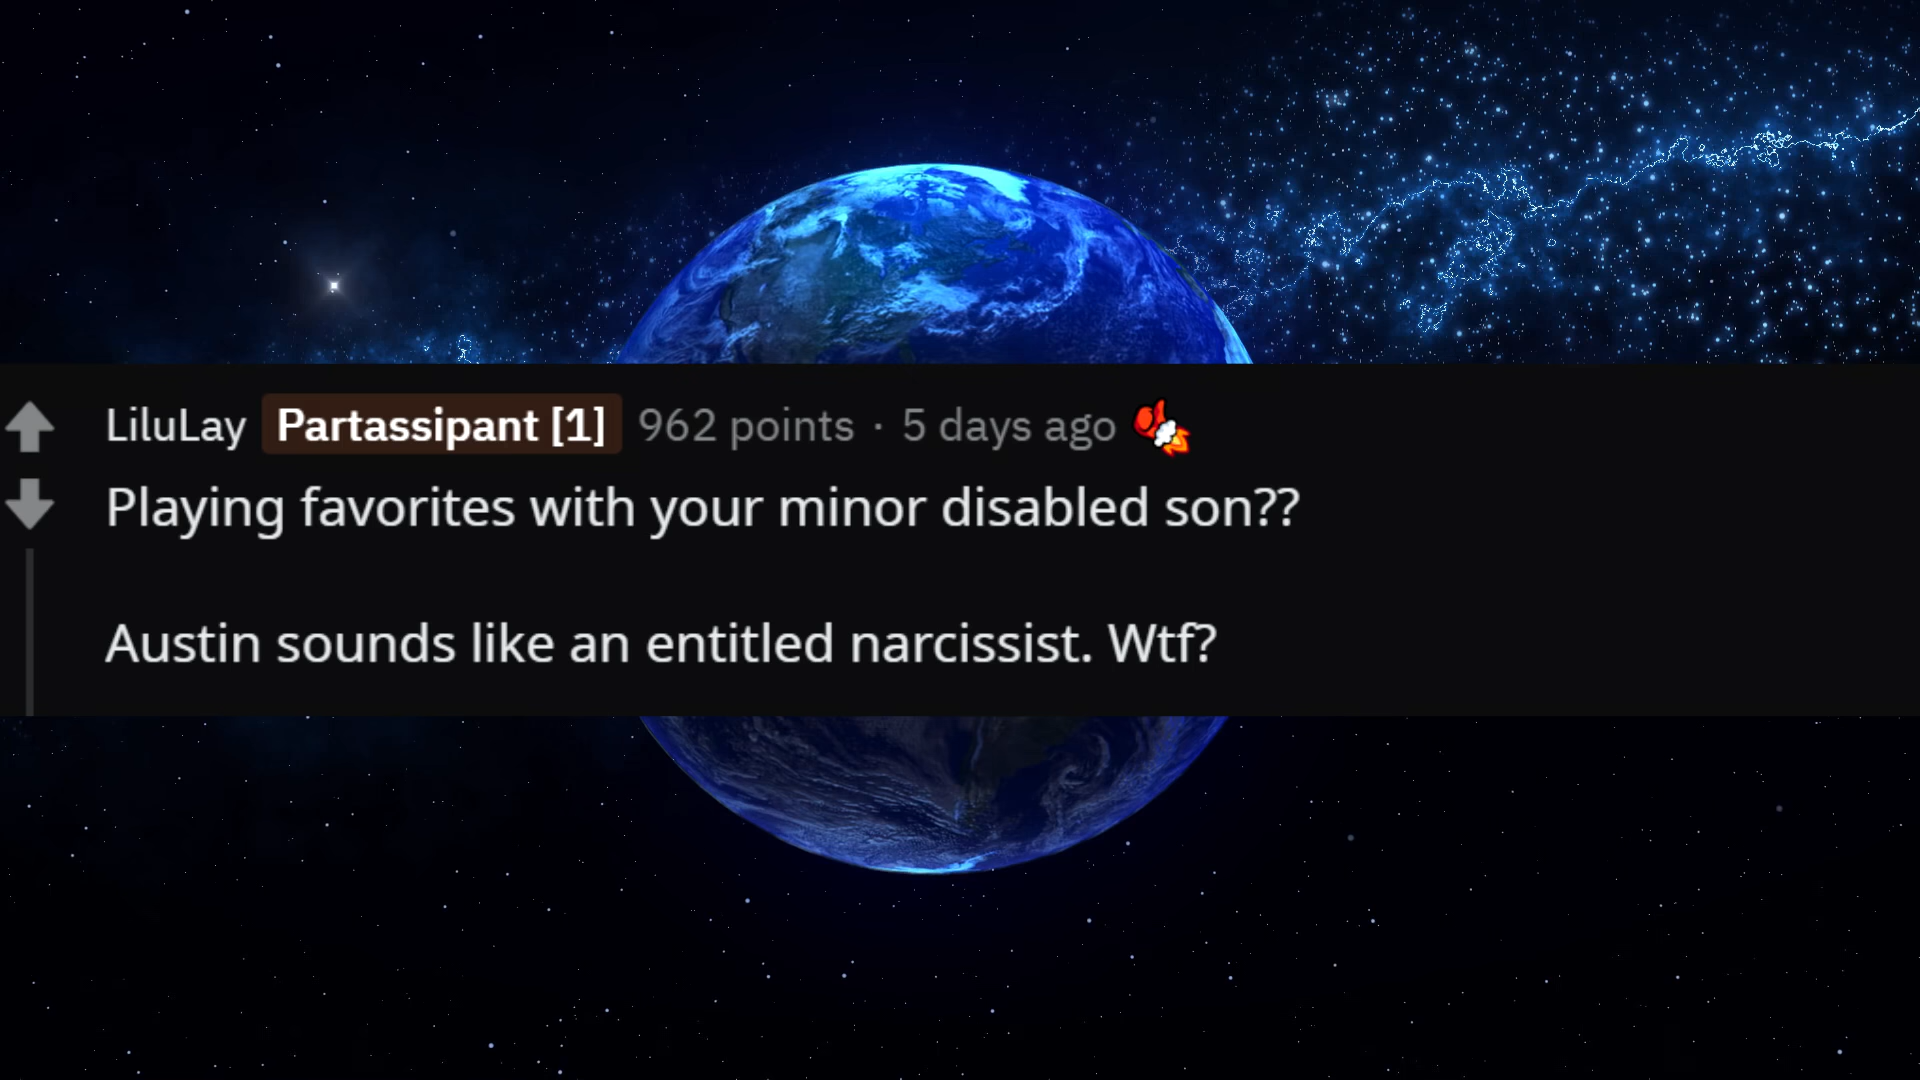 LiluLay Partassipant [1] 962 points · 5 days ago
Playing favorites with your minor disabled son??
Austin sounds like an entitled narcissist. Wtf?